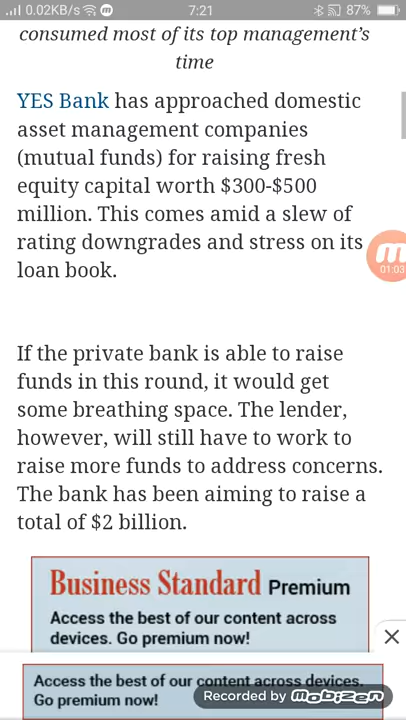 0.02KB/s 7:21 87%
consumed most of its top management's
time
YES Bank has approached domestic
asset management companies
(mutual funds) for raising fresh
equity capital worth $300-$500
million. This comes amid a slew of
rating downgrades and stress on its
loan book.
01:03
If the private bank is able to raise
funds in this round, it would get
some breathing space. The lender,
however, will still have to work to
raise more funds to address concerns.
The bank has been aiming to raise a
total of $2 billion.
Business Standard Premium
Access the best of our content across
devices. Go premium now!
Access the best of our content across devices.
Go premium now!
Recorded by mobizen